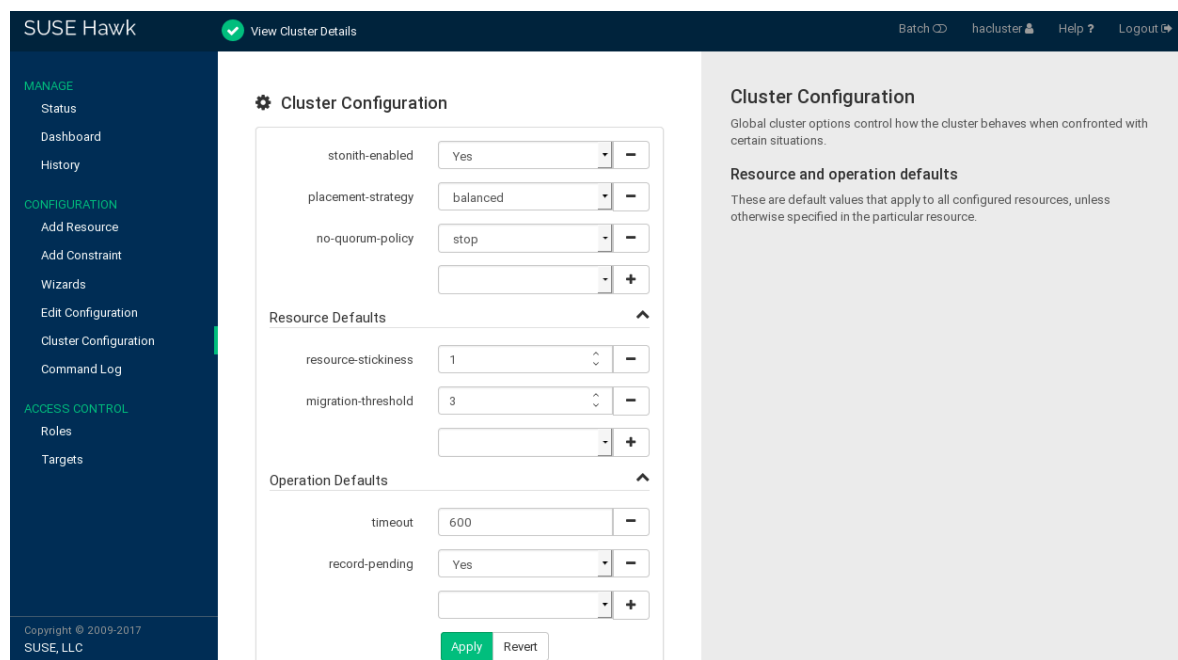 SUSE Hawk
View Cluster Details
Batch
hacluster
Help ?
Logout
MANAGE
Status
Dashboard
History
CONFIGURATION
Add Resource
Add Constraint
Wizards
Edit Configuration
Cluster Configuration
Command Log
ACCESS CONTROL
Roles
Targets
Copyright © 2009-2017
SUSE, LLC
Cluster Configuration
stonith-enabled Yes
placement-strategy balanced
no-quorum-policy stop
Resource Defaults
resource-stickiness 1
migration-threshold 3
Operation Defaults
timeout 600
record-pending Yes
Apply Revert
Cluster Configuration
Global cluster options control how the cluster behaves when confronted with
certain situations.
Resource and operation defaults
These are default values that apply to all configured resources, unless
otherwise specified in the particular resource.